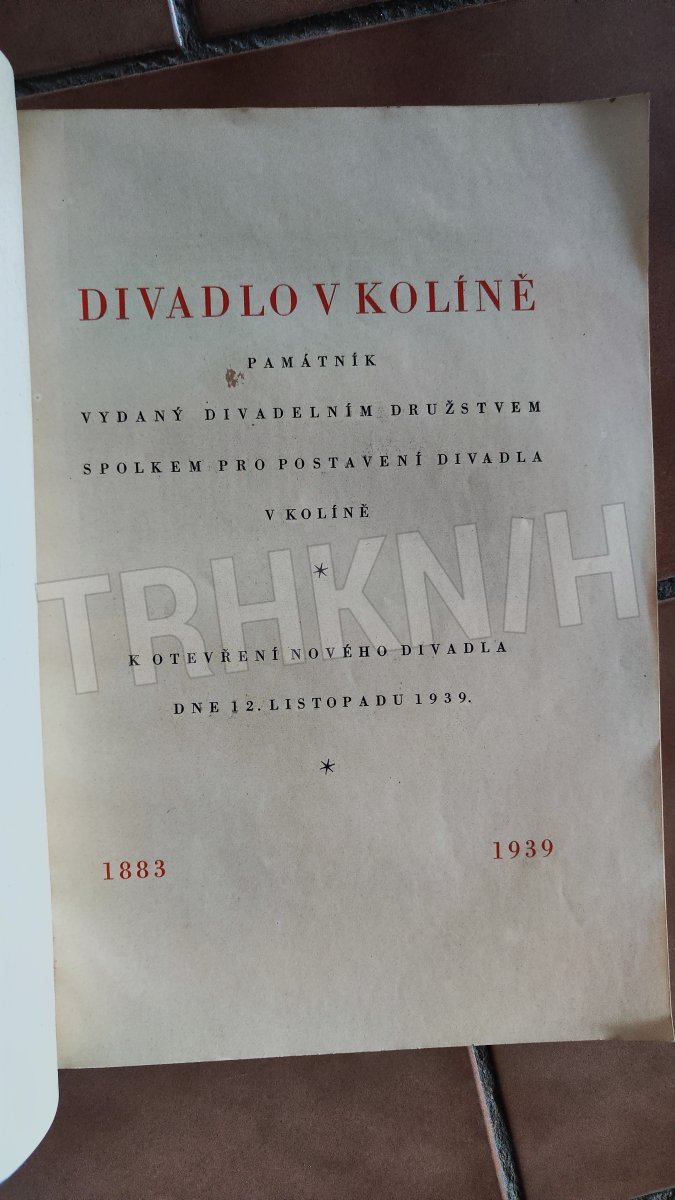 DIVADLO V KOLÍNĚ
PAMÁTNÍK
VYDANÝ DIVADELNÍM DRUŽSTVEM
SPOLKEM PRO POSTAVENÍ DIVADLA
V KOLÍNĚ
*
TRHKNIH
K OTEVŘENÍ NOVÉHO DIVADLA
DNE 12. LISTOPADU 1939.
*
1883 1939